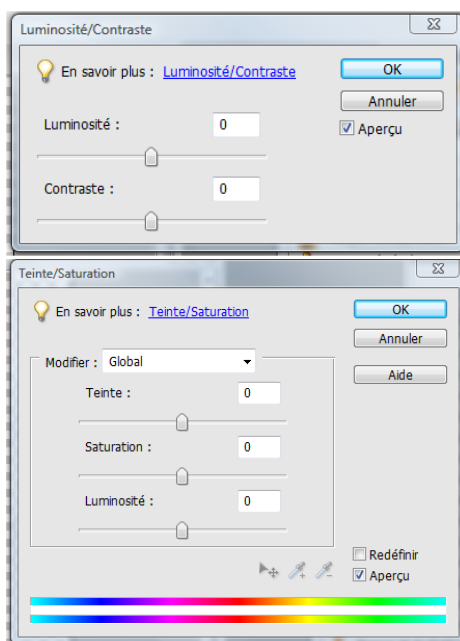 Luminosité/Contraste
En savoir plus : Luminosité/Contraste
OK
Annuler
Luminosité :
0
Aperçu
Contraste :
0
Teinte/Saturation
En savoir plus : Teinte/Saturation
OK
Annuler
Modifier : Global
Aide
Teinte :
0
Saturation :
0
Luminosité :
0
Redéfinir
Aperçu